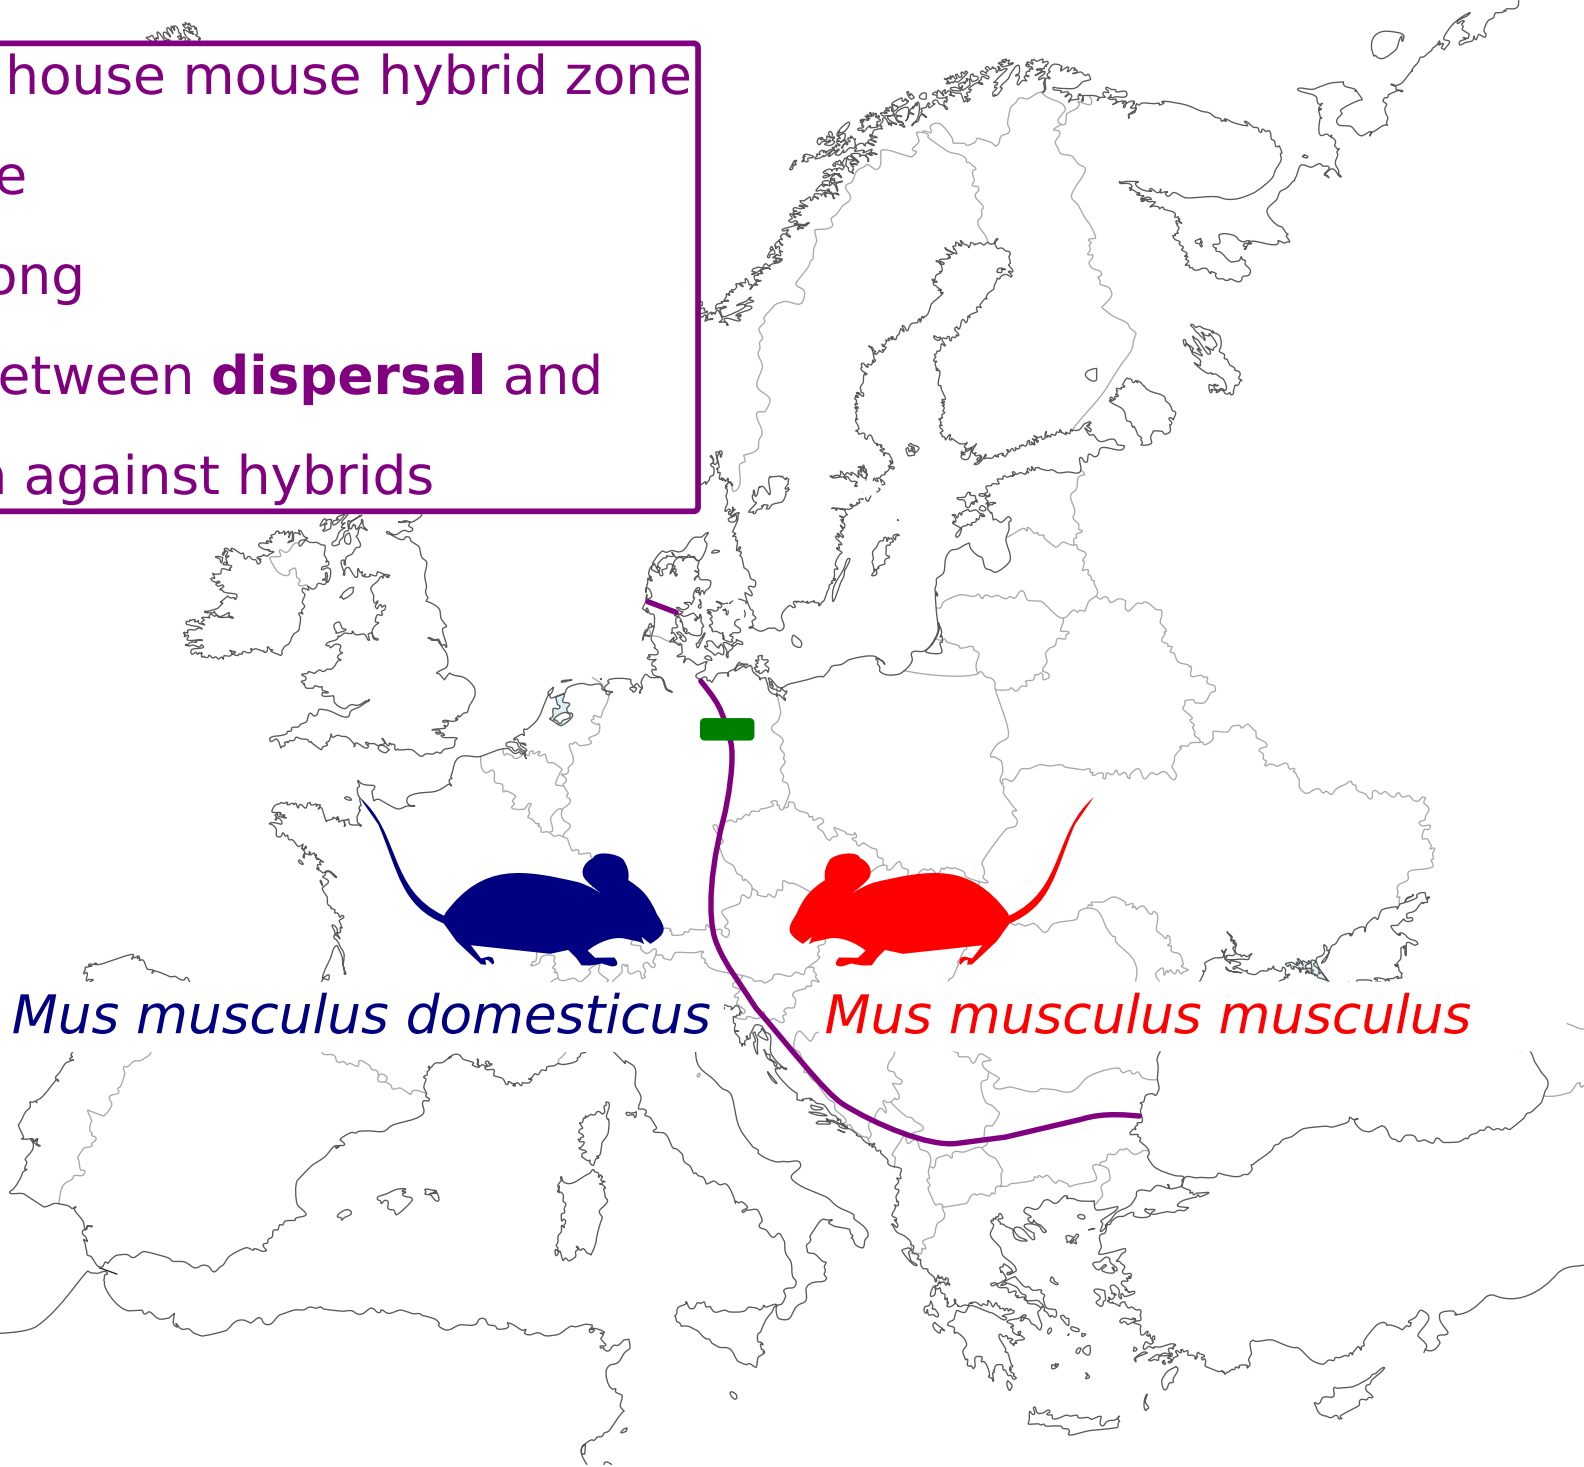 house mouse hybrid zone
e
ong
etween dispersal and
against hybrids
Mus musculus domesticus
Mus musculus musculus